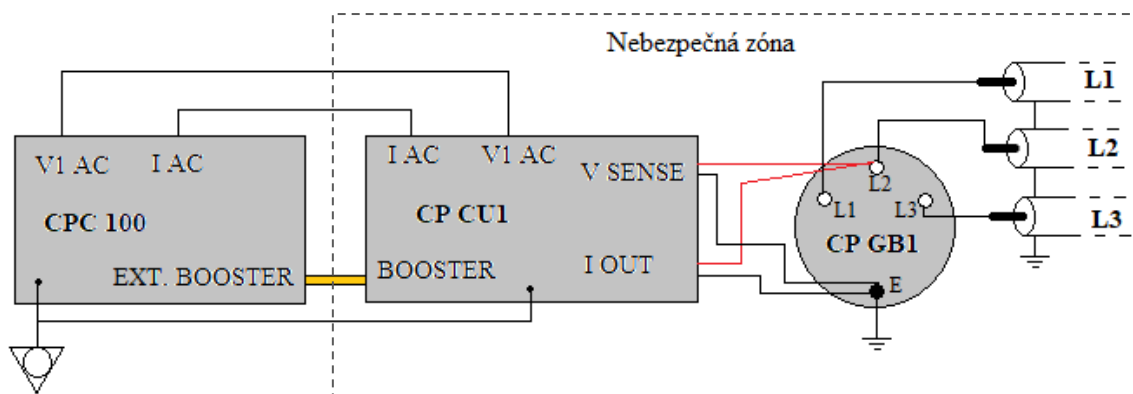 Nebezpečná zóna
V1 AC I AC
CPC 100
EXT. BOOSTER
I AC V1 AC
V SENSE
CP CU1
BOOSTER
I OUT
L2
L1 L3
CP GB1
E
L1
L2
L3